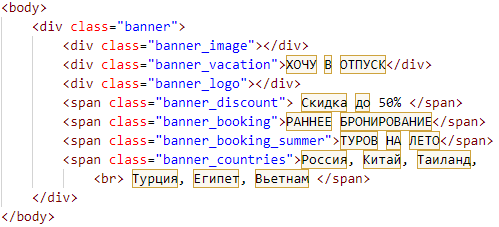 <body>
<div class="banner">
<div class="banner_image"></div>
<div class="banner_vacation">ХОЧУ В ОТПУСК</div>
<div class="banner_logo"></div>
<span class="banner_discount"> Скидка до 50% </span>
<span class="banner_booking">РАННЕЕ БРОНИРОВАНИЕ</span>
<span class="banner_booking_summer">ТУРОВ НА ЛЕТО</span>
<span class="banner_countries">Россия, Китай, Таиланд,
<br> Турция, Египет, Вьетнам </span>
</div>
</body>